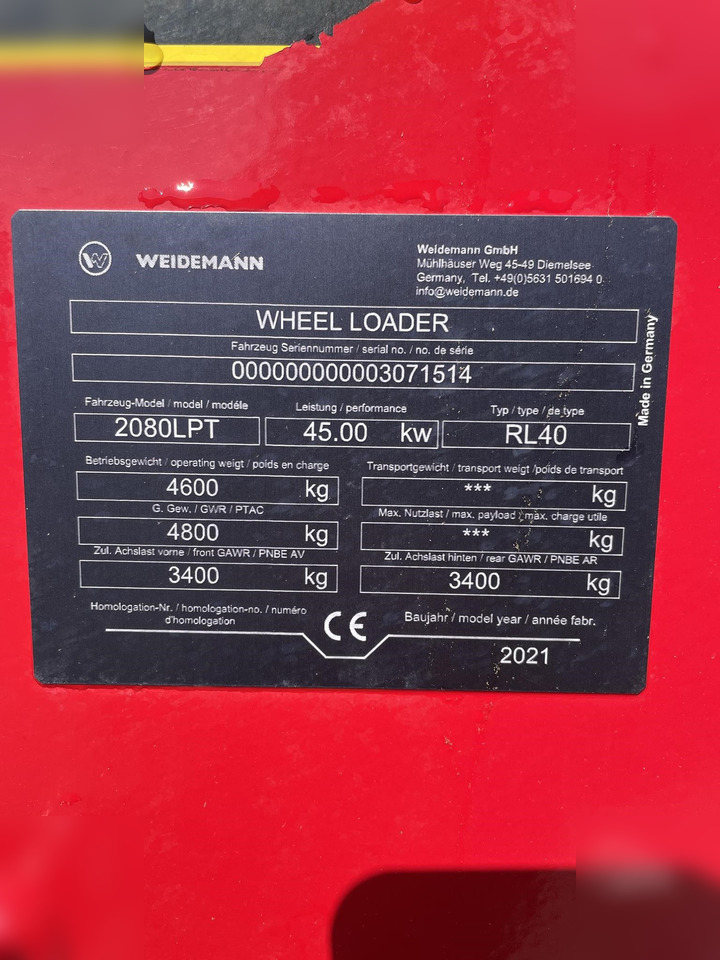 W WEIDEMANN
Weidemann GmbH
Mühlhäuser Weg 45-49 Diemelsee
Germany, Tel. +49(0)5631 501694 0
info@weidemann.de
WHEEL LOADER
Fahrzeug Seriennummer / serial no. / no. de série
000000000003071514
Fahrzeug-Model / model / modéle
Leistung / performance
Typ / type / de type
2080LPT
45.00 kw
RL40
Betriebsgewicht / operating weigt / poids en charge
Transportgewicht / transport weigt /poids de transport
4600 kg
*** kg
G. Gew. / GWR / PTAC
Max. Nutzlast / max. payload / max. charge utile
4800 kg
*** kg
Zul. Achslast vorne / front GAWR / PNBE AV
Zul. Achslast hinten / rear GAWR / PNBE AR
3400 kg
3400 kg
Homologation-Nr. / homologation-no. / numéro
d'homologation
CE
Baujahr / model year / année fabr.
2021
Made in Germany